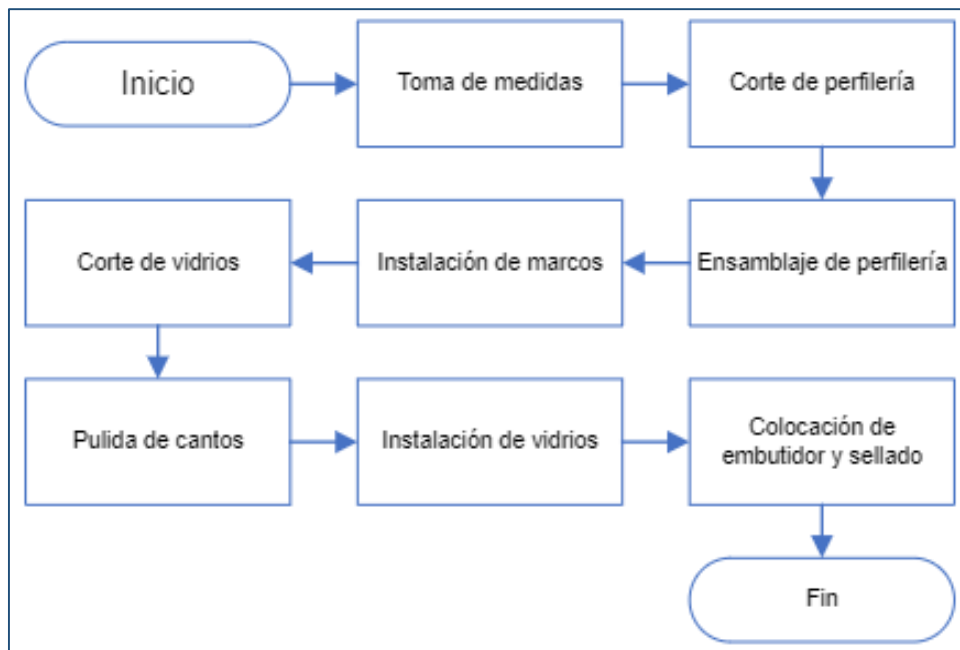 Inicio
Toma de medidas
Corte de perfilería
Ensamblaje de perfilería
Instalación de marcos
Corte de vidrios
Pulida de cantos
Instalación de vidrios
Colocación de
embutidor y sellado
Fin